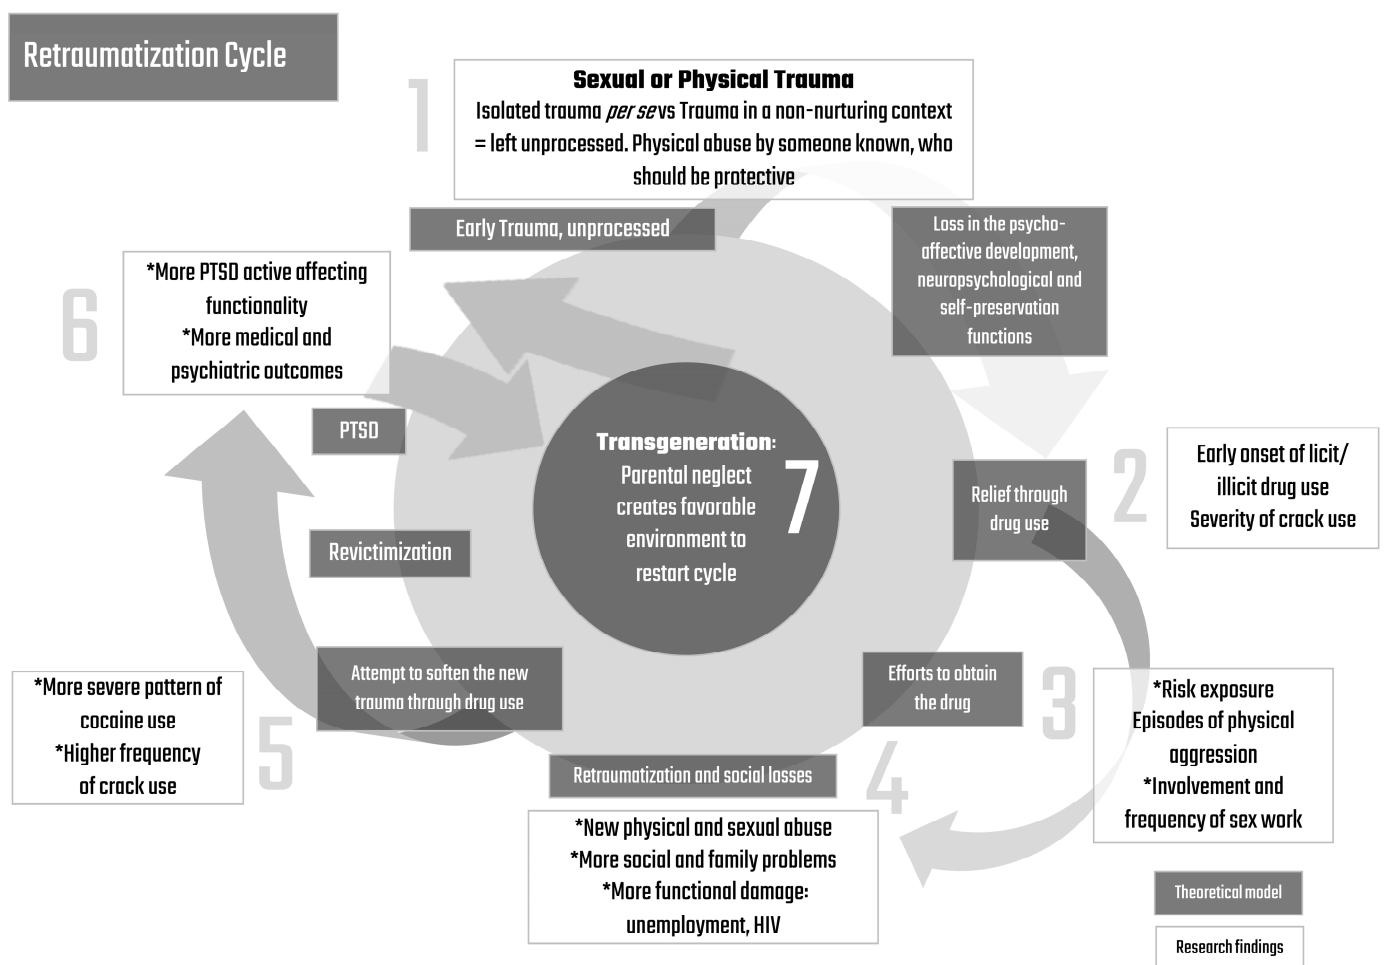 Retraumatization Cycle
1
Sexual or Physical Trauma
Isolated trauma per se vs Trauma in a non-nurturing context
= left unprocessed. Physical abuse by someone known, who
should be protective
Early Trauma, unprocessed
Loss in the psycho-
affective development,
neuropsychological and
self-preservation
functions
Relief through
drug use
2
Early onset of licit/
illicit drug use
Severity of crack use
Efforts to obtain
the drug
3
*Risk exposure
Episodes of physical
aggression
*Involvement and
frequency of sex work
Retraumatization and social losses
4
*New physical and sexual abuse
*More social and family problems
*More functional damage:
unemployment, HIV
Attempt to soften the new
trauma through drug use
5
*More severe pattern of
cocaine use
*Higher frequency
of crack use
Revictimization
PTSD
6
*More PTSD active affecting
functionality
*More medical and
psychiatric outcomes
Transgeneration:
Parental neglect
creates favorable
environment to
restart cycle
7
Theoretical model
Research findings